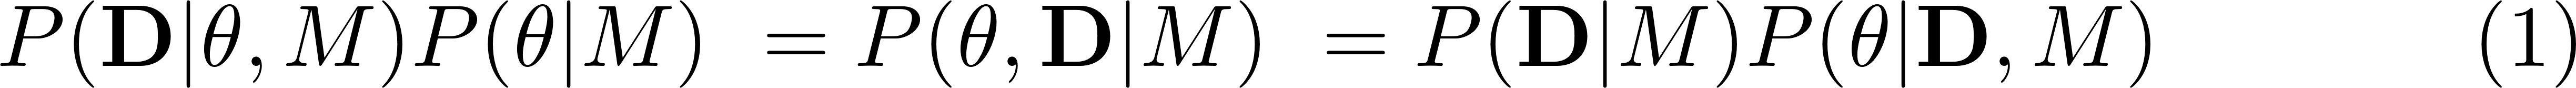 P(𝐃|θ, M)P(θ|M) = P(θ, 𝐃|M) = P(𝐃|M)P(θ|𝐃, M) (1)